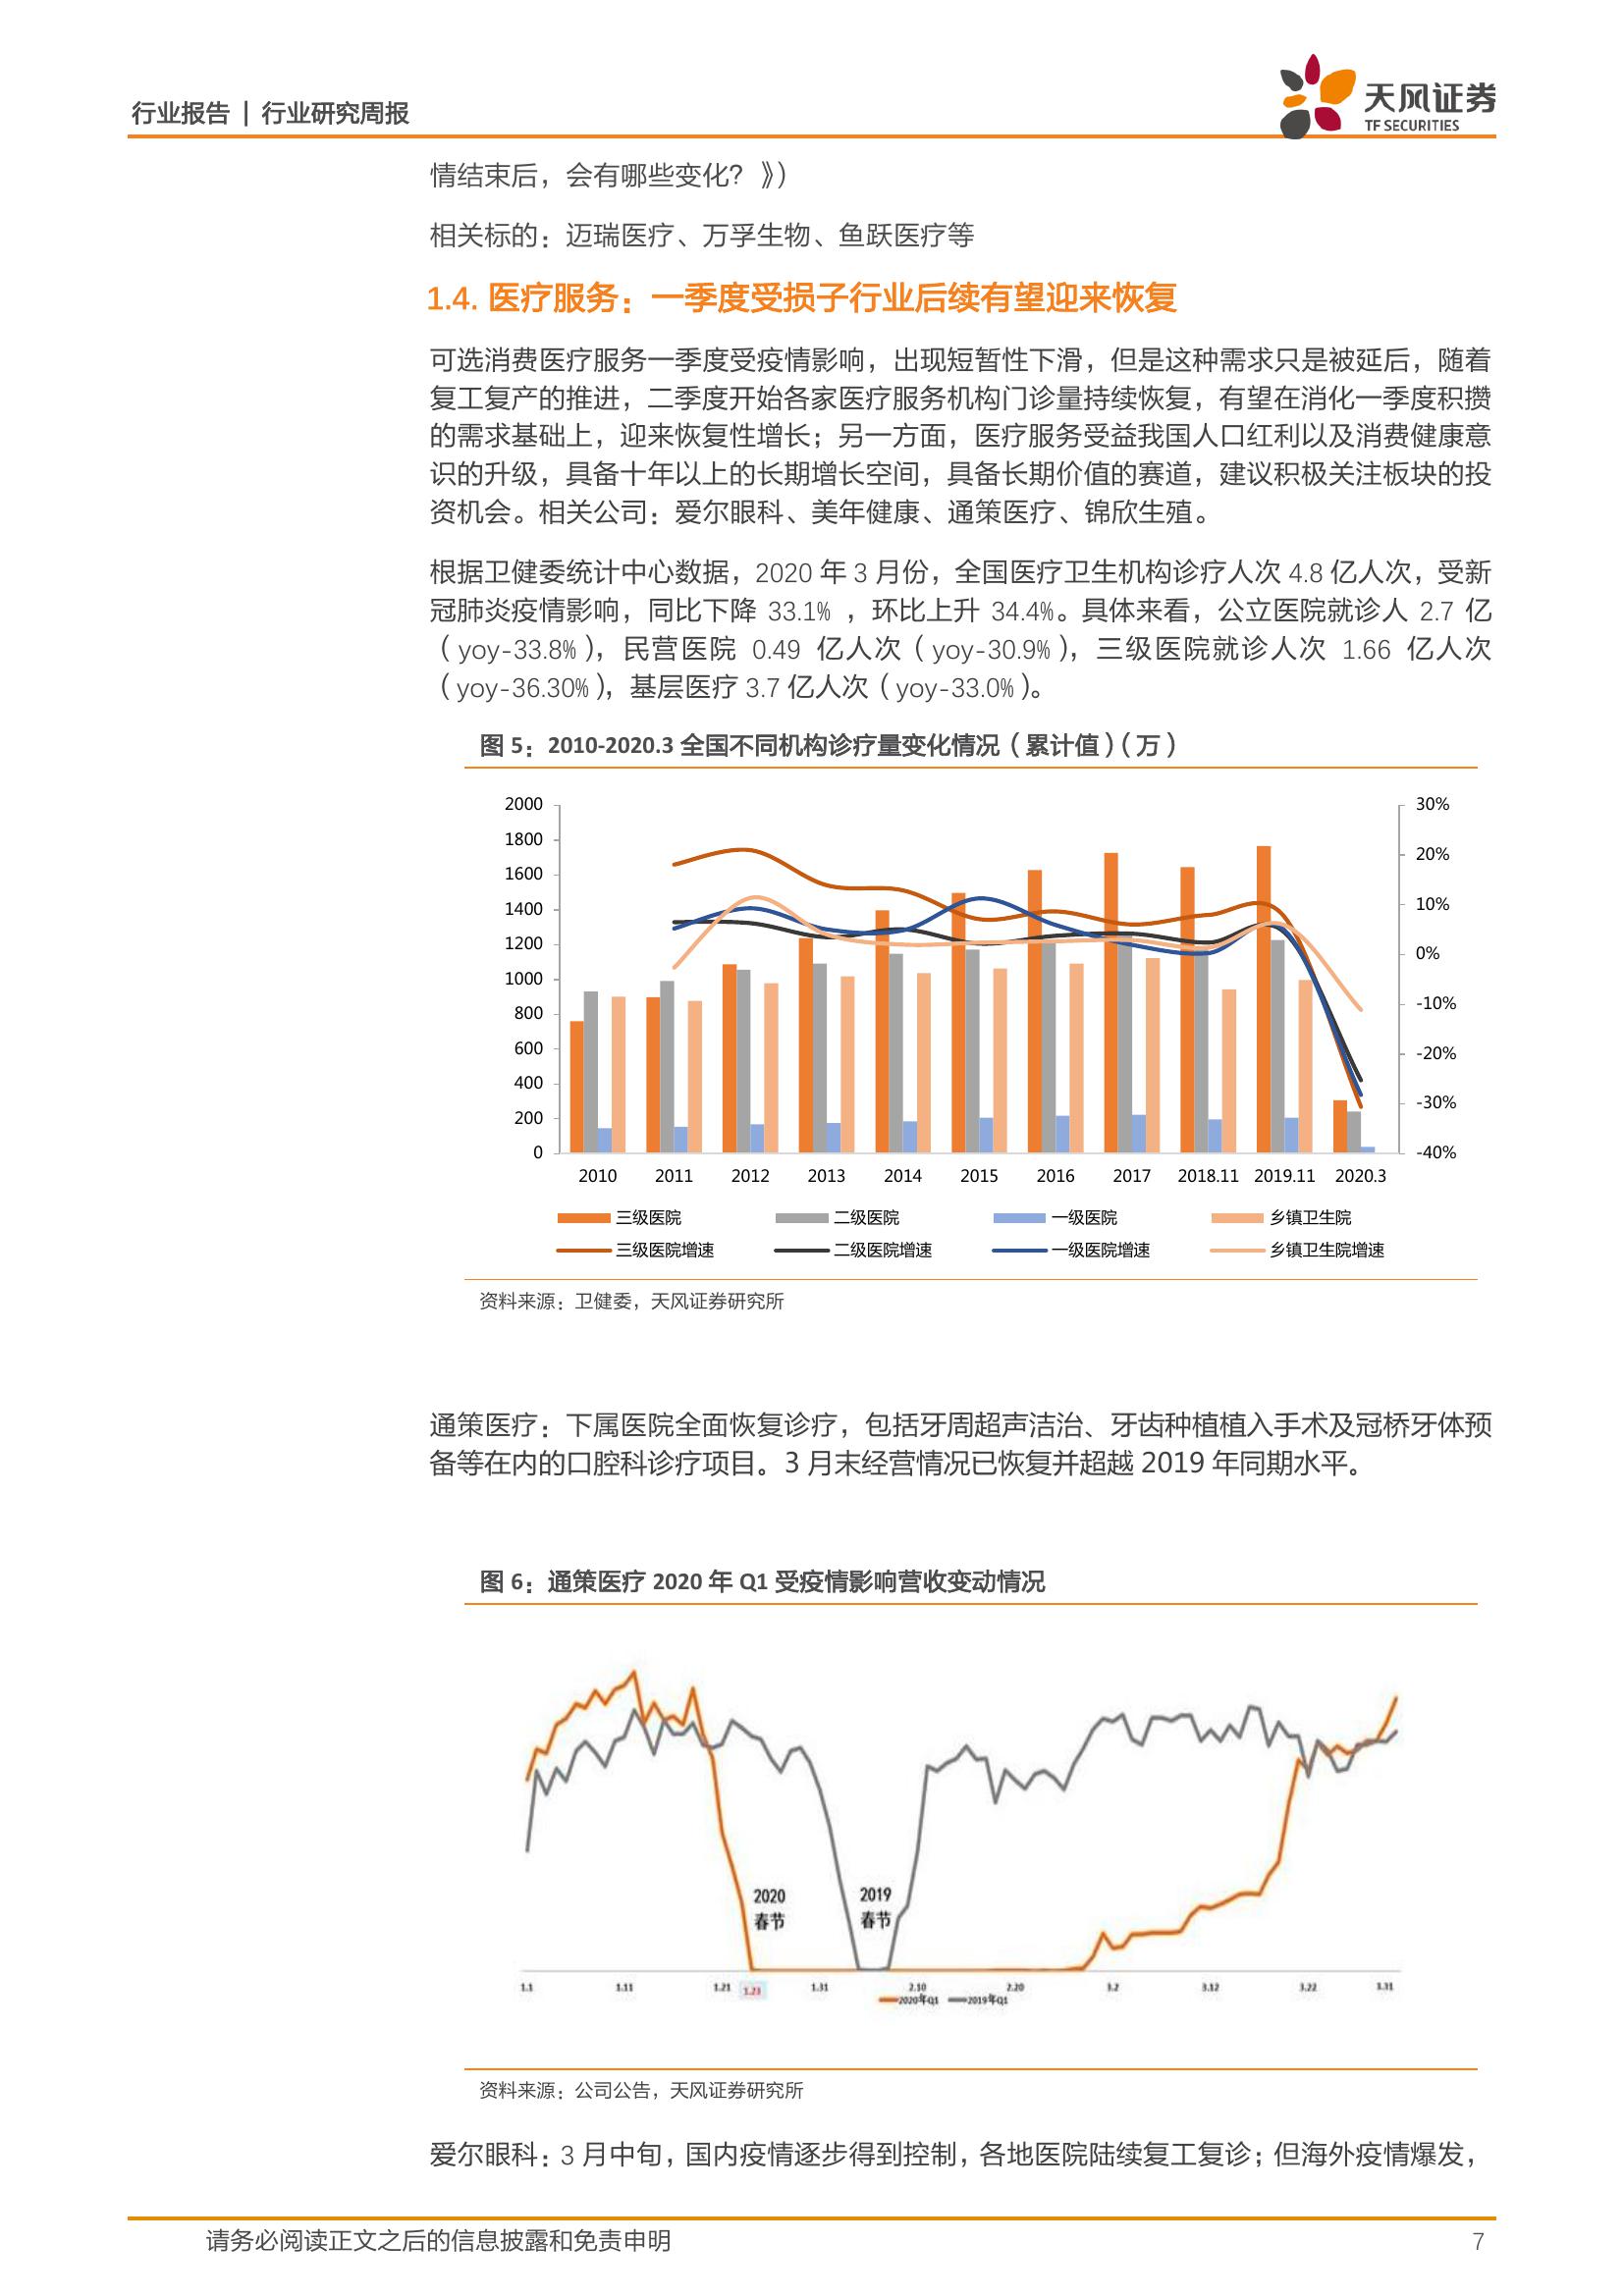 行业报告 | 行业研究周报
天风证券
TF SECURITIES
情结束后，会有哪些变化？》）
相关标的：迈瑞医疗、万孚生物、鱼跃医疗等
1.4. 医疗服务：一季度受损子行业后续有望迎来恢复
可选消费医疗服务一季度受疫情影响，出现短暂性下滑，但是这种需求只是被延后，随着
复工复产的推进，二季度开始各家医疗服务机构门诊量持续恢复，有望在消化一季度积攒
的需求基础上，迎来恢复性增长；另一方面，医疗服务受益我国人口红利以及消费健康意
识的升级，具备十年以上的长期增长空间，具备长期价值的赛道，建议积极关注板块的投
资机会。相关公司：爱尔眼科、美年健康、通策医疗、锦欣生殖。
根据卫健委统计中心数据，2020 年 3 月份，全国医疗卫生机构诊疗人次 4.8 亿人次，受新
冠肺炎疫情影响，同比下降 33.1% ，环比上升 34.4%。具体来看，公立医院就诊人 2.7 亿
（yoy-33.8%），民营医院 0.49 亿人次（yoy-30.9%），三级医院就诊人次 1.66 亿人次
（yoy-36.30%），基层医疗 3.7 亿人次（yoy-33.0%）。
图 5：2010-2020.3 全国不同机构诊疗量变化情况（累计值）（万）
2000 30%
1800
20%
1600
1400 10%
1200
0%
1000
800 -10%
600
-20%
400
-30%
200
0 -40%
2010 2011 2012 2013 2014 2015 2016 2017 2018.11 2019.11 2020.3
三级医院 二级医院 一级医院 乡镇卫生院
三级医院增速 二级医院增速 一级医院增速 乡镇卫生院增速
资料来源：卫健委，天风证券研究所
通策医疗：下属医院全面恢复诊疗，包括牙周超声洁治、牙齿种植植入手术及冠桥牙体预
备等在内的口腔科诊疗项目。3 月末经营情况已恢复并超越 2019 年同期水平。
图 6：通策医疗 2020 年 Q1 受疫情影响营收变动情况
2020 2019
春节 春节
1.1 1.11 1.21 1.23 1.31 2.10 2.20 3.2 3.12 3.22 3.31
2020年Q1 2019年Q1
资料来源：公司公告，天风证券研究所
爱尔眼科：3 月中旬，国内疫情逐步得到控制，各地医院陆续复工复诊；但海外疫情爆发，
请务必阅读正文之后的信息披露和免责申明 7